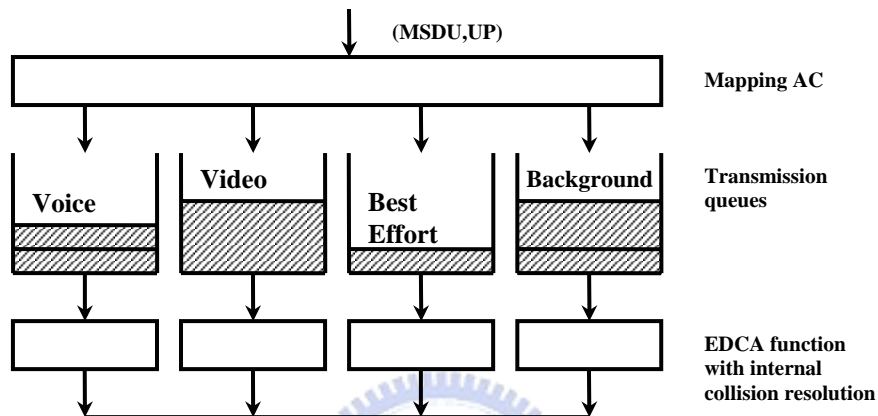 (MSDU,UP)
Mapping AC
Voice
Video
Best
Effort
Background
Transmission
queues
EDCA function
with internal
collision resolution